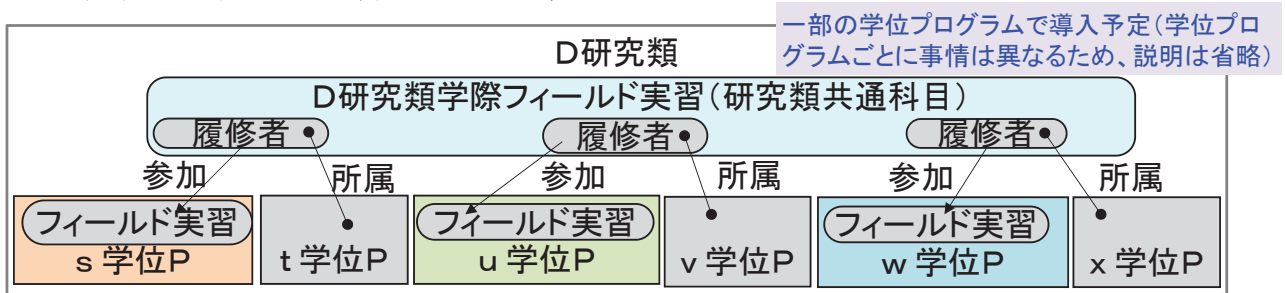 一部の学位プログラムで導入予定(学位プロ
グラムごとに事情は異なるため、説明は省略)
D研究類
D研究類学際フィールド実習(研究類共通科目)
履修者 履修者 履修者
参加 所属 参加 所属 参加 所属
フィールド実習 フィールド実習 フィールド実習
s 学位P t 学位P u 学位P v 学位P w 学位P x 学位P